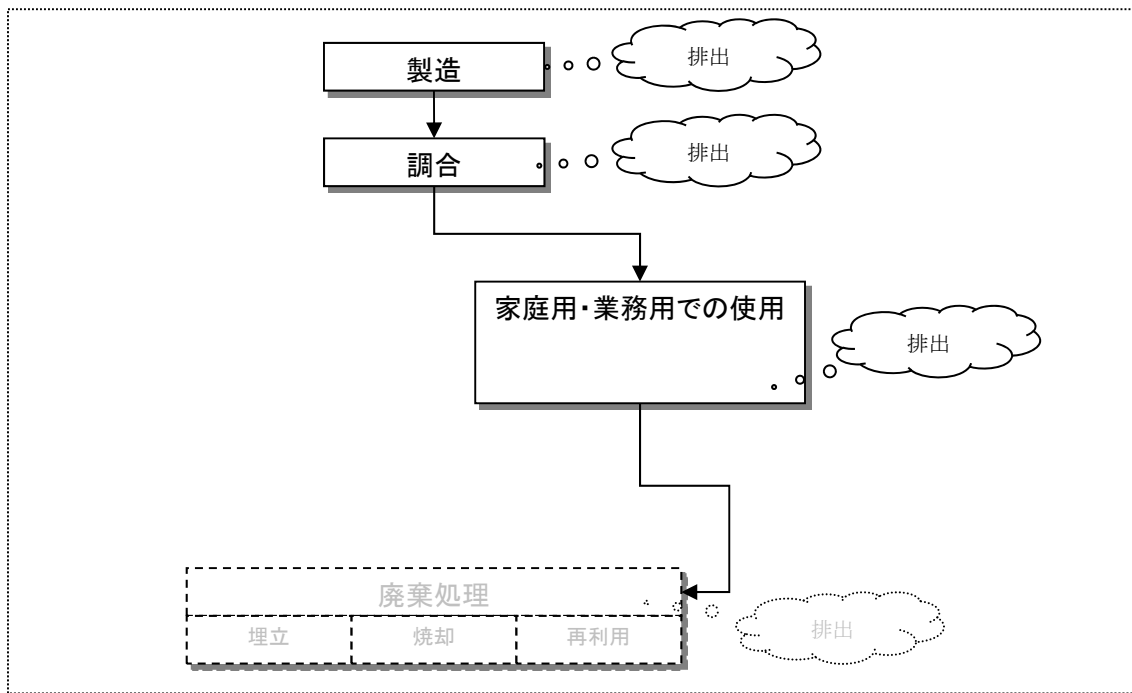 製造
排出
調合
排出
家庭用・業務用での使用
排出
廃棄処理
埋立
焼却
再利用
排出